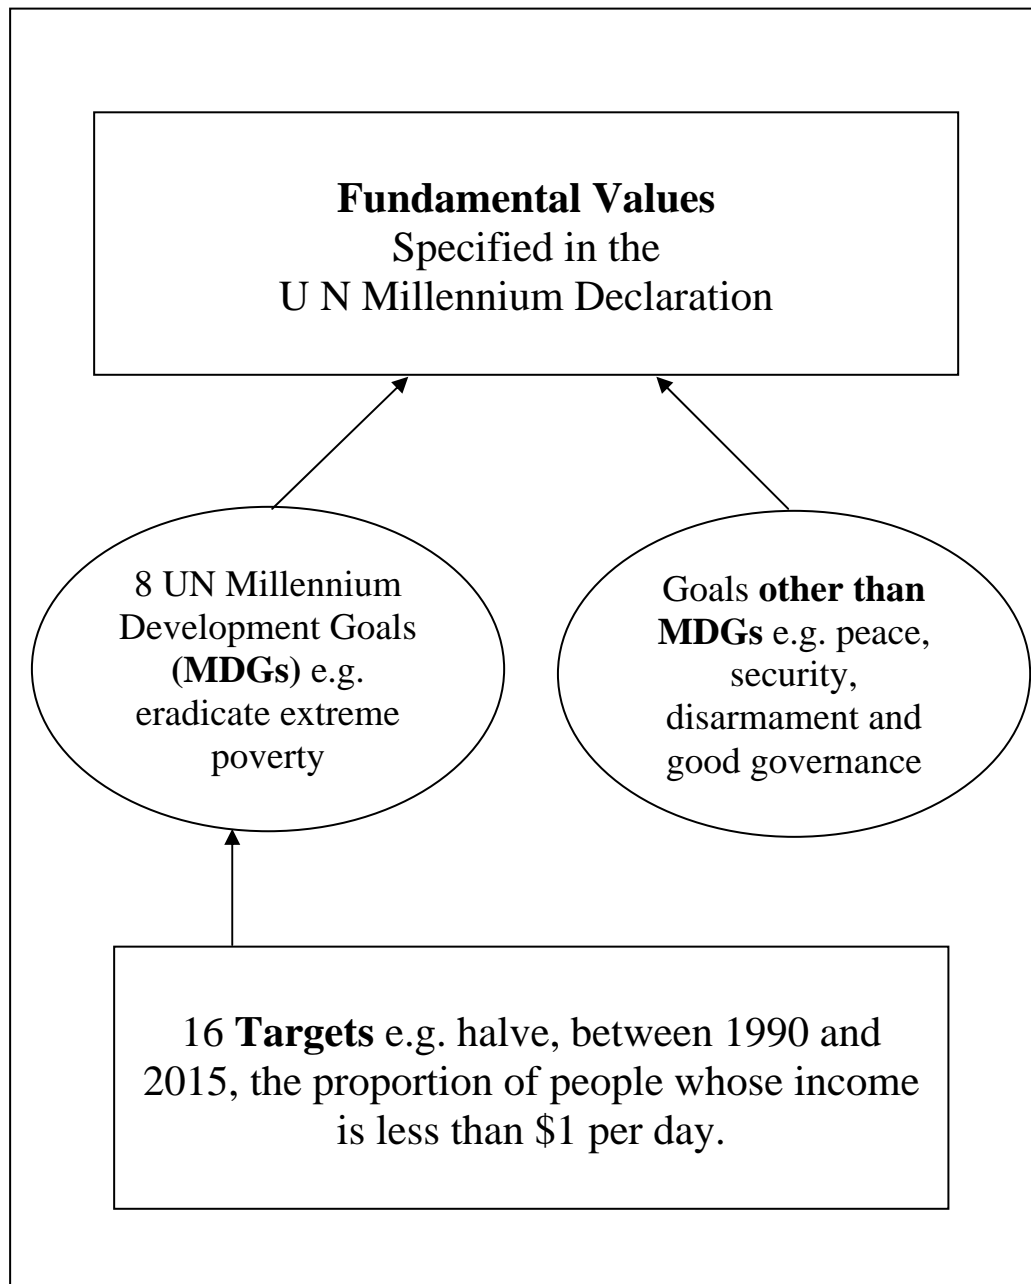 Fundamental Values
Specified in the
U N Millennium Declaration
8 UN Millennium
Development Goals
(MDGs) e.g.
eradicate extreme
poverty
Goals other than
MDGs e.g. peace,
security,
disarmament and
good governance
16 Targets e.g. halve, between 1990 and
2015, the proportion of people whose income
is less than $1 per day.